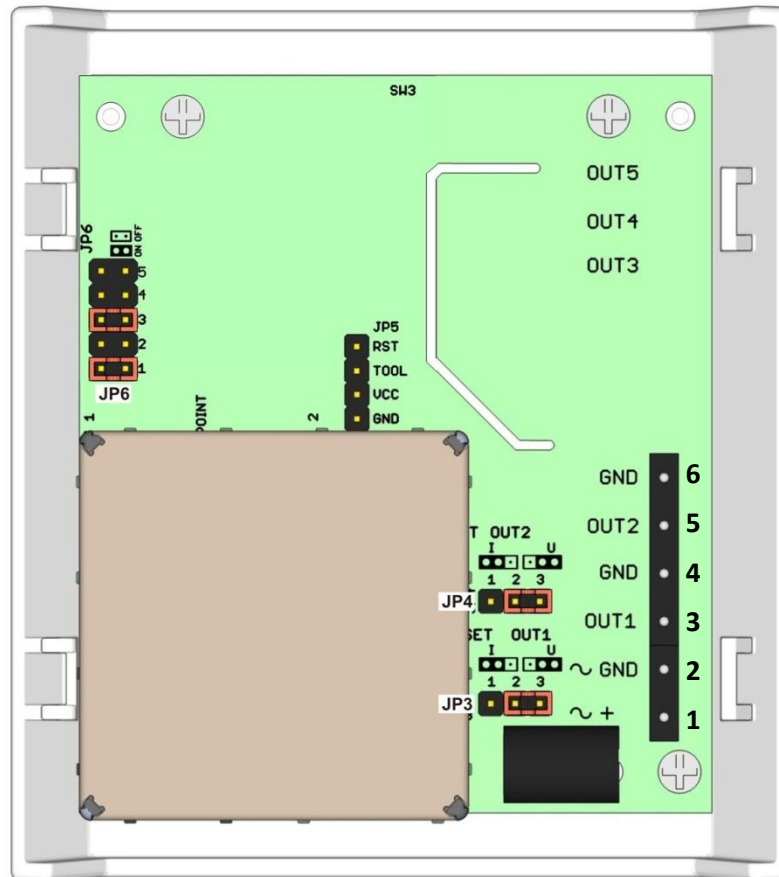 SW3
OUT5
OUT4
OUT3
JP6
OFF
ON
5
4
3
2
1
JP6
JP5
RST
TOOL
VCC
GND
1
POINT
2
GND 6
OUT2 5
GND 4
OUT1 3
~ GND 2
~ + 1
OUT2
I U
1 2 3
JP4
SET OUT1
I U
1 2 3
JP3